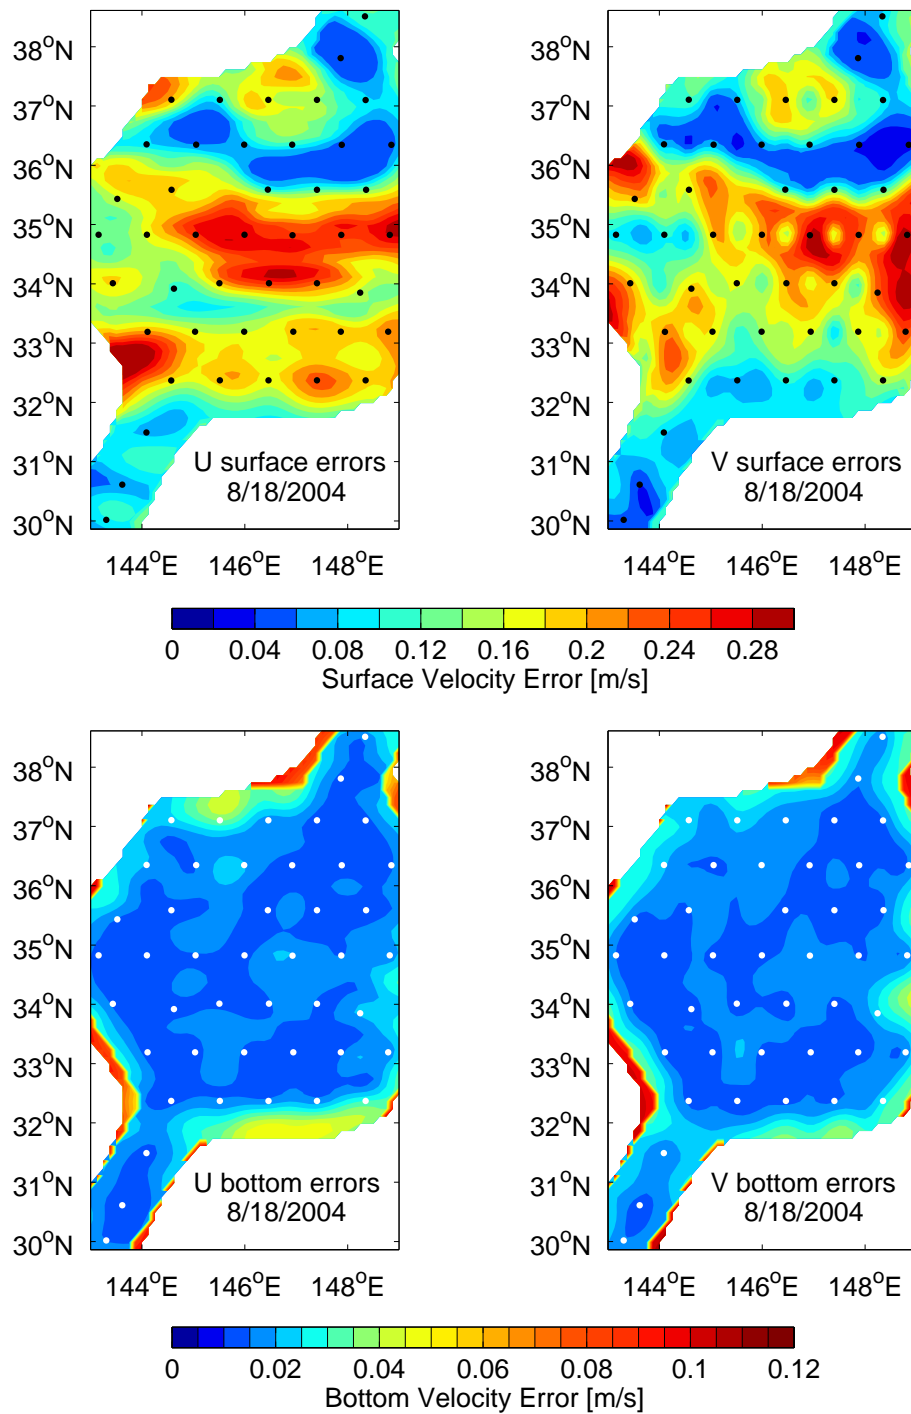 38°N
37°N
36°N
35°N
34°N
33°N
32°N
31°N
30°N
144°E 146°E 148°E
U surface errors
8/18/2004
38°N
37°N
36°N
35°N
34°N
33°N
32°N
31°N
30°N
144°E 146°E 148°E
V surface errors
8/18/2004
0 0.04 0.08 0.12 0.16 0.2 0.24 0.28
Surface Velocity Error [m/s]
38°N
37°N
36°N
35°N
34°N
33°N
32°N
31°N
30°N
144°E 146°E 148°E
U bottom errors
8/18/2004
38°N
37°N
36°N
35°N
34°N
33°N
32°N
31°N
30°N
144°E 146°E 148°E
V bottom errors
8/18/2004
0 0.02 0.04 0.06 0.08 0.1 0.12
Bottom Velocity Error [m/s]